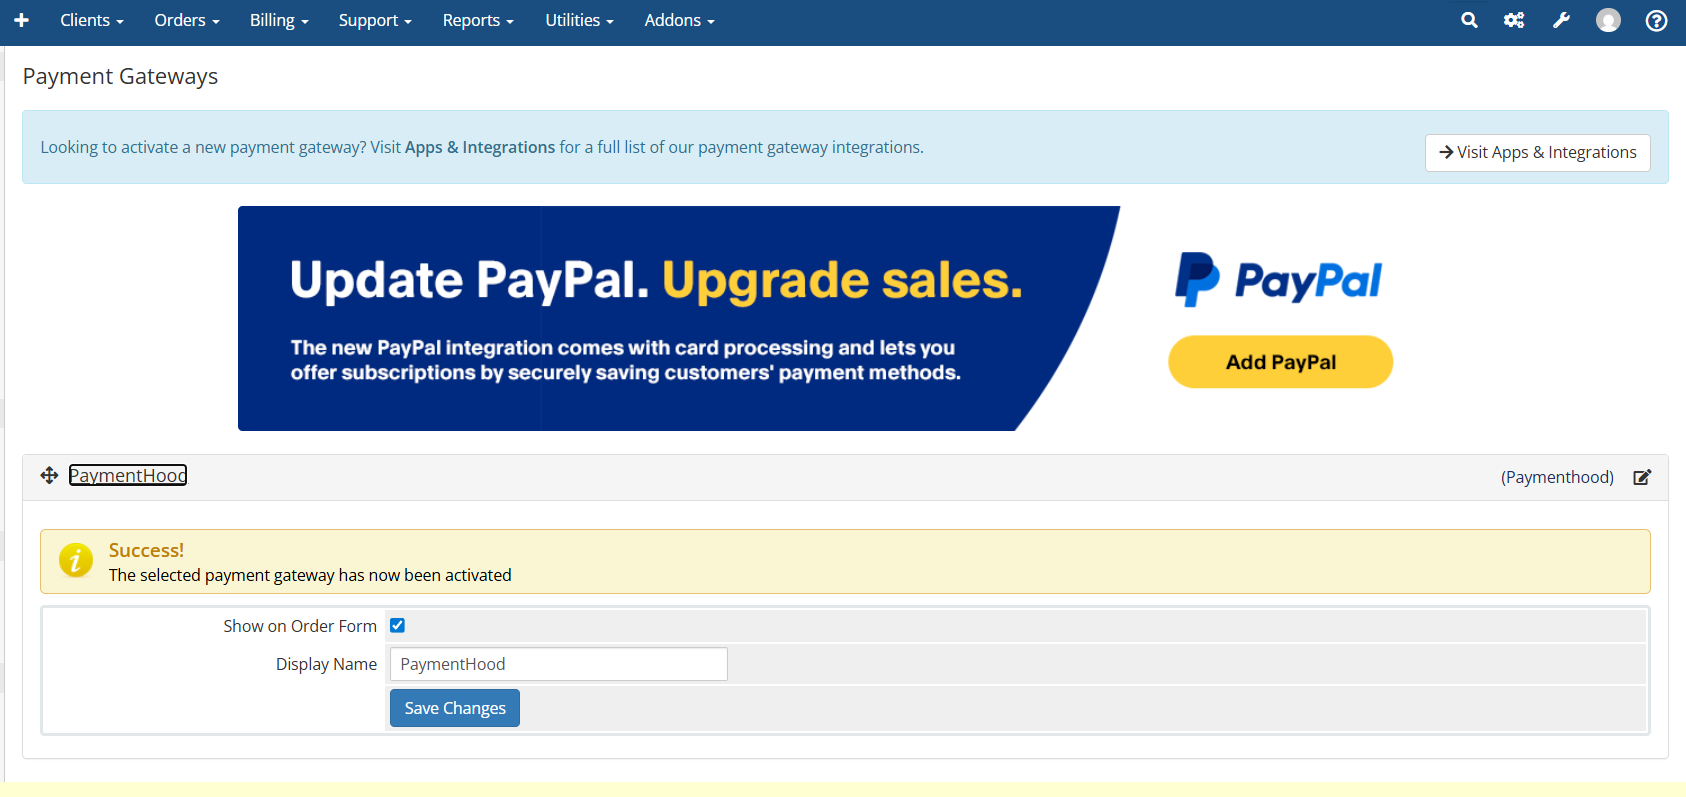 Clients Orders Billing Support Reports Utilities Addons
Payment Gateways
Looking to activate a new payment gateway? Visit Apps & Integrations for a full list of our payment gateway integrations.
Visit Apps & Integrations
Update PayPal. Upgrade sales.
The new PayPal integration comes with card processing and lets you
offer subscriptions by securely saving customers' payment methods.
PayPal
Add PayPal
PaymentHood
(Paymenthood)
Success!
The selected payment gateway has now been activated
Show on Order Form
Display Name PaymentHood
Save Changes